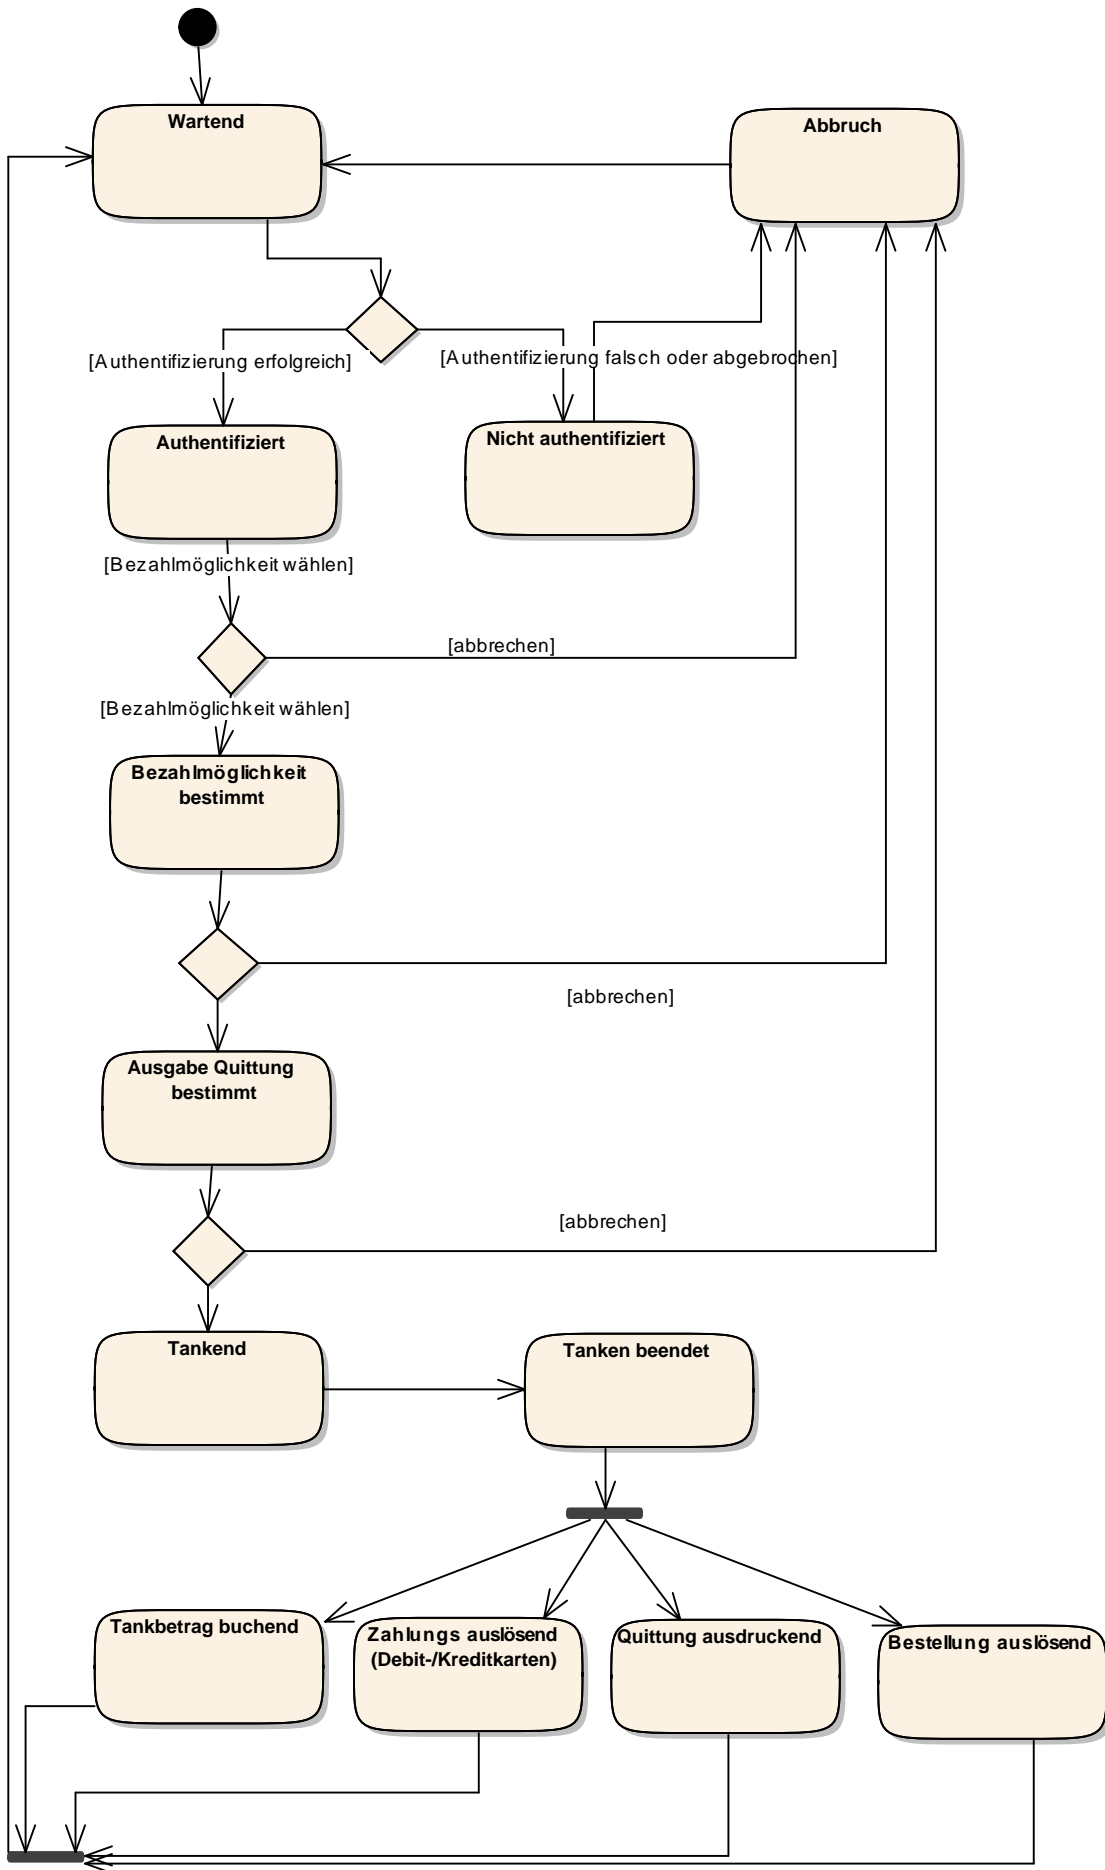 Wartend
Abbruch
[Authentifizierung erfolgreich]
[Authentifizierung falsch oder abgebrochen]
Authentifiziert
Nicht authentifiziert
[Bezahlmöglichkeit wählen]
[abbrechen]
[Bezahlmöglichkeit wählen]
Bezahlmöglichkeit
bestimmt
[abbrechen]
Ausgabe Quittung
bestimmt
[abbrechen]
Tankend
Tanken beendet
Tankbetrag buchend
Zahlungs auslösend
(Debit-/Kreditkarten)
Quittung ausdruckend
Bestellung auslösend